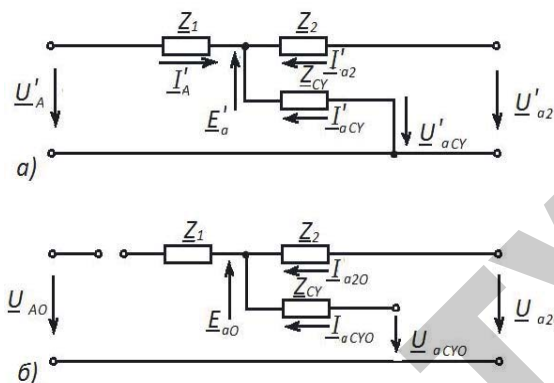 Z1 Z2
I'A I'a2
ZCY
U'A E'a I'aCY U'aCY U'a2
а)
Z1 Z2
Ia2O
ZCY
UAO EaO IaCYO UaCYO Ua2
б)